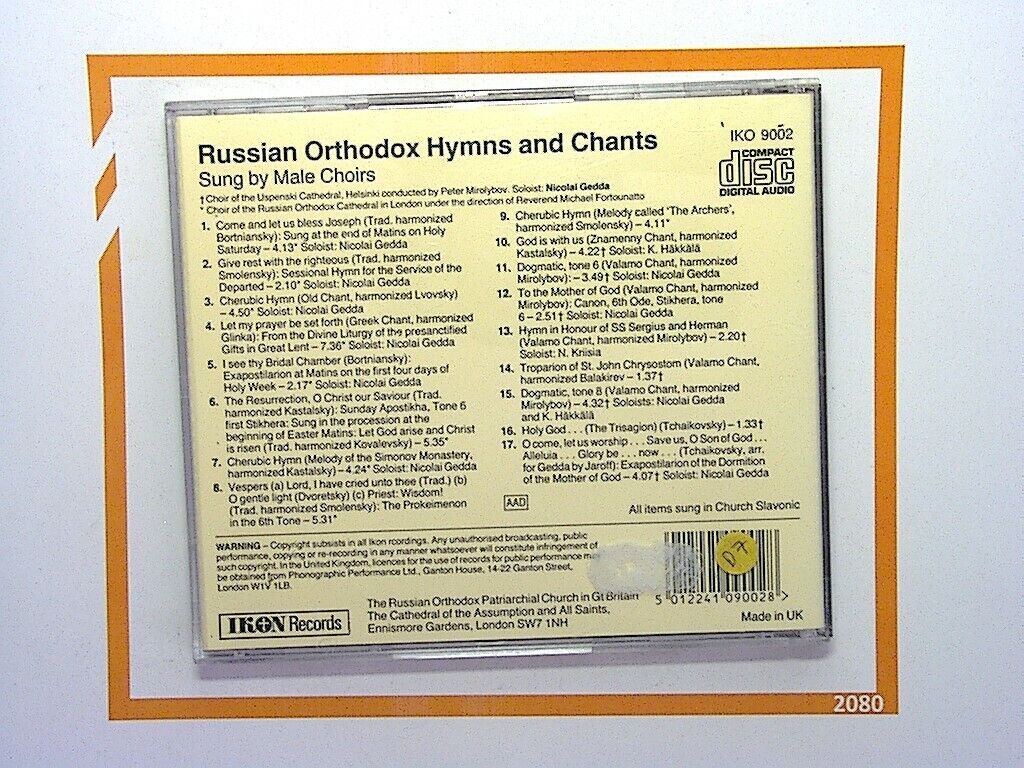 Russian Orthodox Hymns and Chants
Sung by Male Choirs
IKO 9002
COMPACT
disc
DIGITAL AUDIO
† Choir of the Uspenski Cathedral, Helsinki conducted by Peter Mirolybov. Soloist: Nicolai Gedda
* Choir of the Russian Orthodox Cathedral in London under the direction of Reverend Michael Fortounatto
1. Come and let us bless Joseph (Trad. harmonized
Bortniansky): Sung at the end of Matins on Holy
Saturday – 4.13* Soloist: Nicolai Gedda
2. Give rest with the righteous (Trad. harmonized
Smolensky): Sessional Hymn for the Service of the
Departed – 2.10* Soloist: Nicolai Gedda
3. Cherubic Hymn (Old Chant, harmonized Lvovsky)
– 4.50* Soloist: Nicolai Gedda
4. Let my prayer be set forth (Greek Chant, harmonized
Glinka): From the Divine Liturgy of the presanctified
Gifts in Great Lent – 7.36* Soloist: Nicolai Gedda
5. I see thy Bridal Chamber (Bortniansky):
Exapostilarion at Matins on the first four days of
Holy Week – 2.17* Soloist: Nicolai Gedda
6. The Resurrection, O Christ our Saviour (Trad.
harmonized Kastalsky): Sunday Apostikha, Tone 6
first Stikhera: Sung in the procession at the
beginning of Easter Matins: Let God arise and Christ
is risen (Trad. harmonized Kovalevsky) – 5.35*
7. Cherubic Hymn (Melody of the Simonov Monastery,
harmonized Kastalsky) – 4.24* Soloist: Nicolai Gedda
8. Vespers (a) Lord, I have cried unto thee (Trad.) (b)
O gentle light (Dvoretsky) (c) Priest: Wisdom!
(Trad. harmonized Smolensky): The Prokeimenon
in the 6th Tone – 5.31*
9. Cherubic Hymn (Melody called 'The Archers',
harmonized Smolensky) – 4.11*
10. God is with us (Znamenny Chant, harmonized
Kastalsky) – 4.22† Soloist: K. Häkkälä
11. Dogmatic, tone 6 (Valamo Chant, harmonized
Mirolybov): – 3.49† Soloist: Nicolai Gedda
12. To the Mother of God (Valamo Chant, harmonized
Mirolybov): Canon, 6th Ode, Stikhera, tone
6 – 2.51† Soloist: Nicolai Gedda
13. Hymn in Honour of SS Sergius and Herman
(Valamo Chant, harmonized Mirolybov) – 2.20†
Soloist: N. Kriisia
14. Troparion of St. John Chrysostom (Valamo Chant,
harmonized Balakirev – 1.37†
15. Dogmatic, tone 8 (Valamo Chant, harmonized
Mirolybov) – 4.32† Soloists: Nicolai Gedda
and K. Häkkälä
16. Holy God . . . (The Trisagion) (Tchaikovsky) – 1.33†
17. O come, let us worship . . . Save us, O Son of God . . .
Alleluia . . . Glory be . . . now . . . (Tchaikovsky, arr.
for Gedda by Jaroff): Exapostilarion of the Dormition
of the Mother of God – 4.07† Soloist: Nicolai Gedda
AAD
All items sung in Church Slavonic
WARNING – Copyright subsists in all Ikon rcordings. Any unauthorised broadcasting, public
performance, copying or re-recording in any manner whatsoever will constitute infringement of
such copyright. In the United Kingdom, licences for the use of records for public performance may
be obtained from Phonographic Performance Ltd., Ganton House, 14-22 Ganton Street,
London W1V 1LB.
D7
5 012241 090028 >
IKON Records
The Russian Orthodox Patriarchial Church in Gt Britain
The Cathedral of the Assumption and All Saints,
Ennismore Gardens, London SW7 1NH
Made in UK
2080